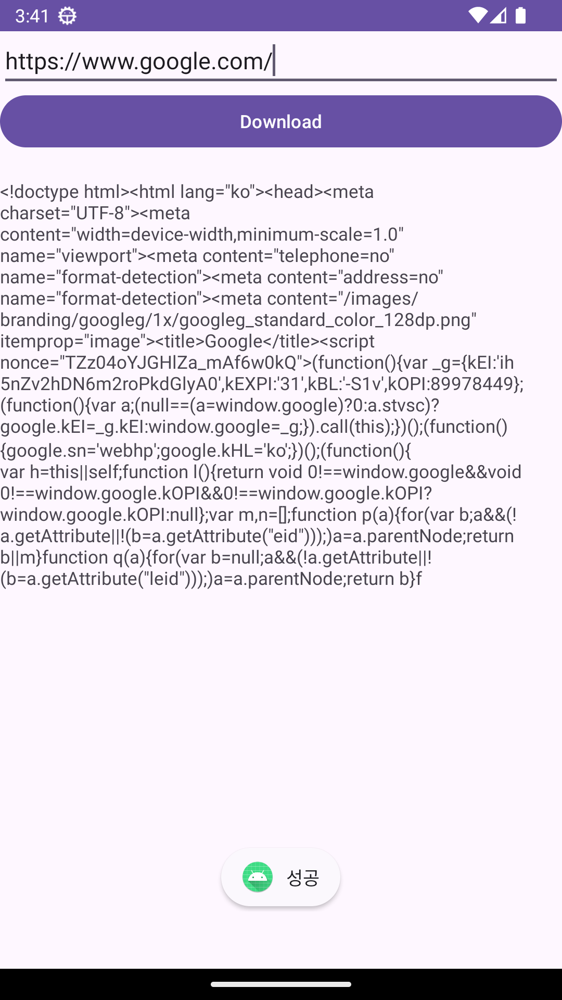 3:41
https://www.google.com/
Download
<!doctype html><html lang="ko"><head><meta
charset="UTF-8"><meta
content="width=device-width,minimum-scale=1.0"
name="viewport"><meta content="telephone=no"
name="format-detection"><meta content="address=no"
name="format-detection"><meta content="/images/
branding/googleg/1x/googleg_standard_color_128dp.png"
itemprop="image"><title>Google</title><script
nonce="TZz04oYJGHlZa_mAf6w0kQ">(function(){var _g={kEI:'ih
5nZv2hDN6m2roPkdGlyA0',kEXPI:'31',kBL:'-S1v',kOPI:89978449};
(function(){var a;(null==(a=window.google)?0:a.stvsc)?
google.kEI=_g.kEI:window.google=_g;}).call(this);})();(function()
{google.sn='webhp';google.kHL='ko';})();(function(){
var h=this||self;function l(){return void 0!==window.google&&void
0!==window.google.kOPI&&0!==window.google.kOPI?
window.google.kOPI:null};var m,n=[];function p(a){for(var b;a&&(!
a.getAttribute||!(b=a.getAttribute("eid")));)a=a.parentNode;return
b||m}function q(a){for(var b=null;a&&(!a.getAttribute||!
(b=a.getAttribute("leid")));)a=a.parentNode;return b}f
성공